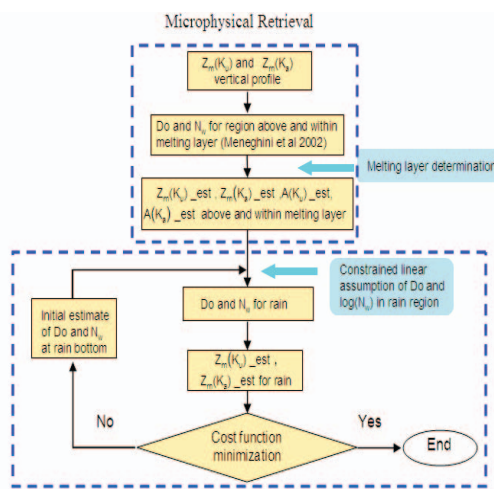 Microphysical Retrieval
Zm(Ku) and Zm(Ka)
vertical profile
Do and Nw for region above and within
melting layer (Meneghini et al 2002)
Melting layer determination
Zm(Ku)_est , Zm(Ka)_est ,A(Ku)_est,
A(Ka)_est above and within melting layer
Constrained linear
assumption of Do and
log(Nw) in rain region
Do and Nw for rain
Initial estimate
of Do and Nw
at rain bottom
Zm(Ku)_est ,
Zm(Ka)_est for rain
No
Yes
Cost function
minimization
End